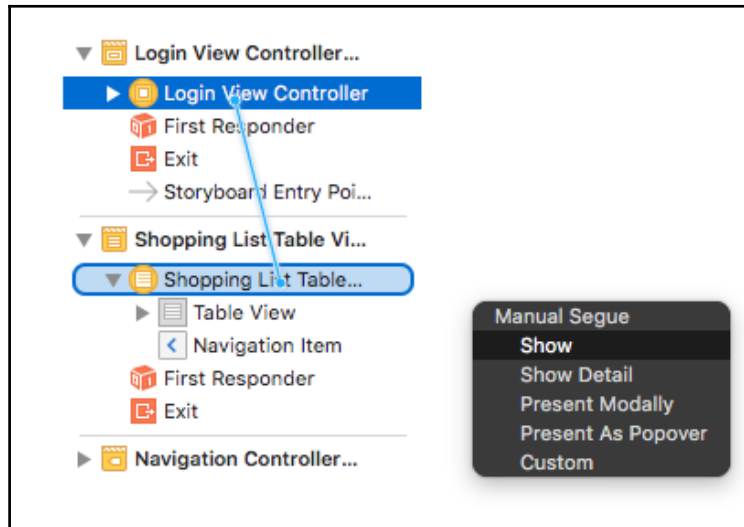 Login View Controller...
Login View Controller
First Responder
Exit
Storyboard Entry Poi...
Shopping List Table Vi...
Shopping List Table...
Table View
Navigation Item
First Responder
Exit
Navigation Controller...
Manual Segue
Show
Show Detail
Present Modally
Present As Popover
Custom